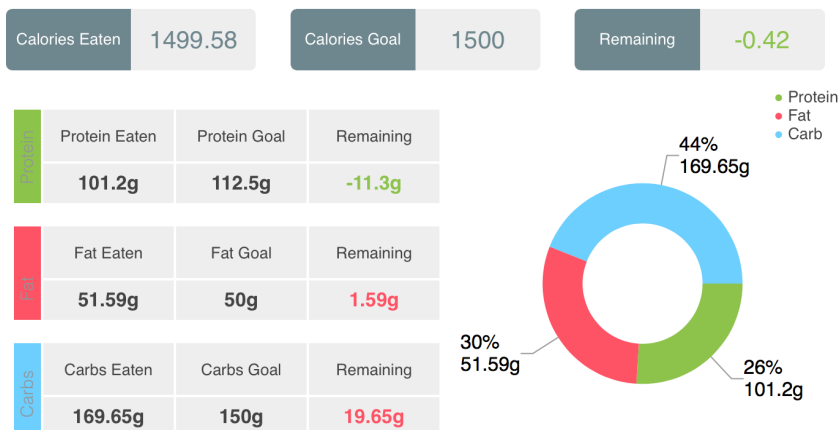 Calories Eaten 1499.58
Calories Goal 1500
Remaining -0.42
Protein
Protein Eaten Protein Goal Remaining
101.2g 112.5g -11.3g
Fat
Fat Eaten Fat Goal Remaining
51.59g 50g 1.59g
Carbs
Carbs Eaten Carbs Goal Remaining
169.65g 150g 19.65g
Protein
Fat
Carb
44%
169.65g
30%
51.59g
26%
101.2g